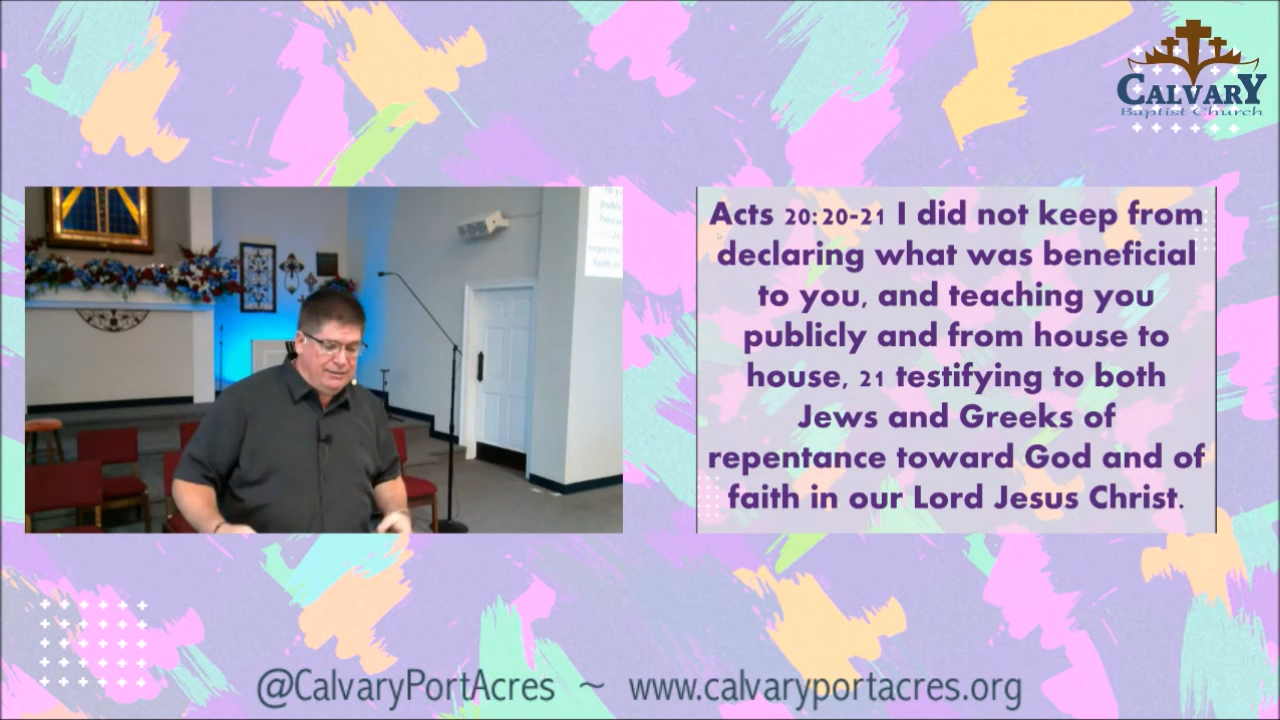 CALVARY
Baptist Church
Acts 20:20-21 I did not keep from
declaring what was beneficial
to you, and teaching you
publicly and from house to
house, 21 testifying to both
Jews and Greeks of
repentance toward God and of
faith in our Lord Jesus Christ.
@CalvaryPortAcres ~ www.calvaryportacres.org